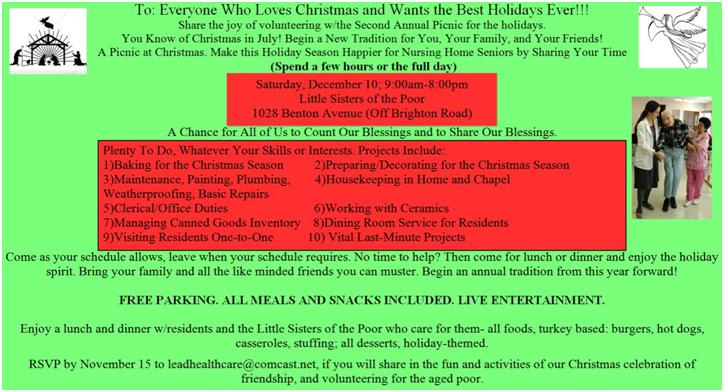 To: Everyone Who Loves Christmas and Wants the Best Holidays Ever!!!
Share the joy of volunteering w/the Second Annual Picnic for the holidays.
You Know of Christmas in July! Begin a New Tradition for You, Your Family, and Your Friends!
A Picnic at Christmas. Make this Holiday Season Happier for Nursing Home Seniors by Sharing Your Time
(Spend a few hours or the full day)
Saturday, December 10; 9:00am-8:00pm
Little Sisters of the Poor
1028 Benton Avenue (Off Brighton Road)
A Chance for All of Us to Count Our Blessings and to Share Our Blessings.
Plenty To Do, Whatever Your Skills or Interests. Projects Include:
1)Baking for the Christmas Season 2)Preparing/Decorating for the Christmas Season
3)Maintenance, Painting, Plumbing, 4)Housekeeping in Home and Chapel
Weatherproofing, Basic Repairs
5)Clerical/Office Duties 6)Working with Ceramics
7)Managing Canned Goods Inventory 8)Dining Room Service for Residents
9)Visiting Residents One-to-One 10) Vital Last-Minute Projects
Come as your schedule allows, leave when your schedule requires. No time to help? Then come for lunch or dinner and enjoy the holiday
spirit. Bring your family and all the like minded friends you can muster. Begin an annual tradition from this year forward!
FREE PARKING. ALL MEALS AND SNACKS INCLUDED. LIVE ENTERTAINMENT.
Enjoy a lunch and dinner w/residents and the Little Sisters of the Poor who care for them- all foods, turkey based: burgers, hot dogs,
casseroles, stuffing; all desserts, holiday-themed.
RSVP by November 15 to leadhealthcare@comcast.net, if you will share in the fun and activities of our Christmas celebration of
friendship, and volunteering for the aged poor.